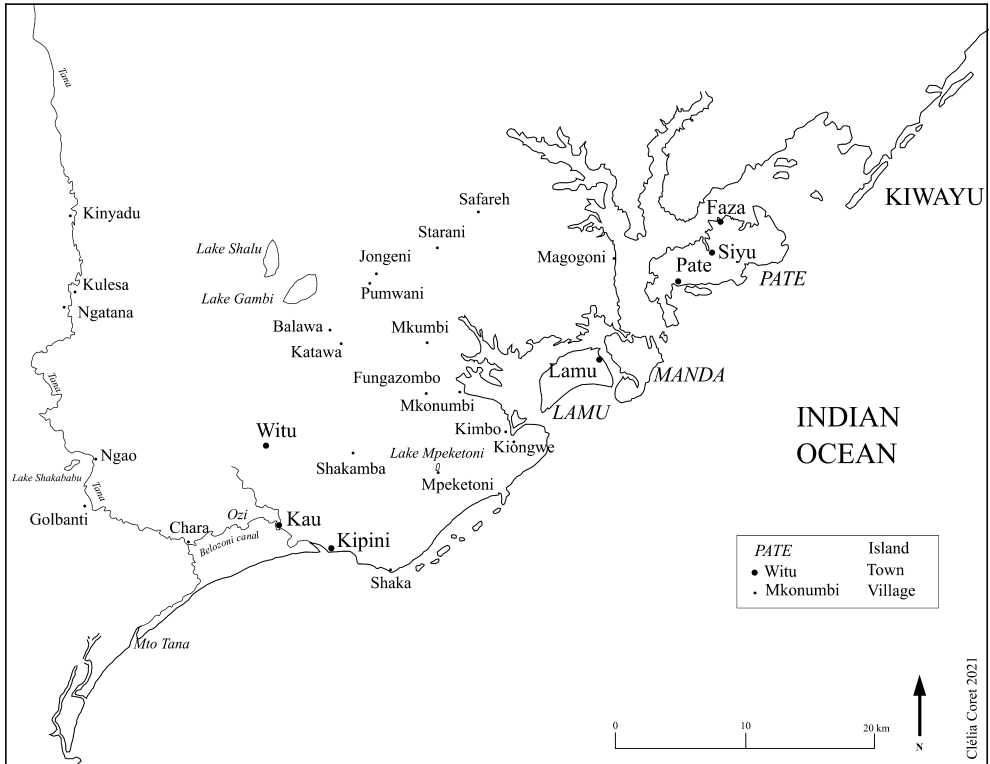 Tana
KIWAYU
Safareh
Faza
Kinyadu
Starani
Lake Shalu
Jongeni
Magogoni
Siyu
Pate
PATE
Kulesa
Lake Gambi
Pumwani
Ngatana
Balawa
Mkumbi
Katawa
Tana
Fungazombo
Lamu
MANDA
Mkonumbi
LAMU
INDIAN
OCEAN
Witu
Kimbo
Kiongwe
Ngao
Lake Mpeketoni
Shakamba
Lake Shakababu
Mpeketoni
Tana
Golbanti
Ozi
Kau
Chara
Belozoni canal
Kipini
Shaka
PATE Island
Witu Town
Mkonumbi Village
Mto Tana
0 10 20 km
N
Clélia Coret 2021